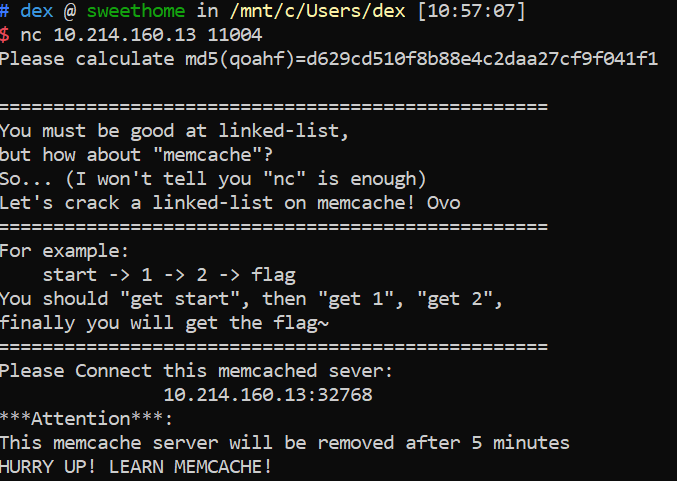 # dex @ sweethome in /mnt/c/Users/dex [10:57:07]
$ nc 10.214.160.13 11004
Please calculate md5(qoahf)=d629cd510f8b88e4c2daa27cf9f041f1
==================================================
You must be good at linked-list,
but how about "memcache"?
So... (I won't tell you "nc" is enough)
Let's crack a linked-list on memcache! Ovo
==================================================
For example:
    start -> 1 -> 2 -> flag
You should "get start", then "get 1", "get 2",
finally you will get the flag~
==================================================
Please Connect this memcached sever:
               10.214.160.13:32768
***Attention***:
This memcache server will be removed after 5 minutes
HURRY UP! LEARN MEMCACHE!